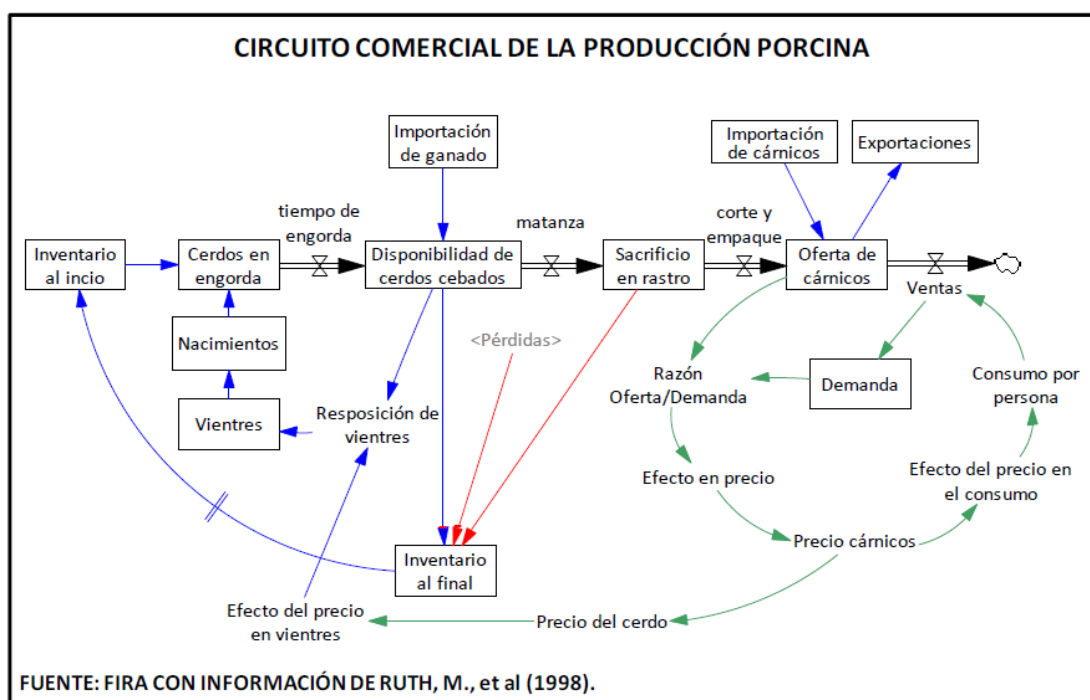 CIRCUITO COMERCIAL DE LA PRODUCCIÓN PORCINA
Importación
de ganado
Importación
de cárnicos
Exportaciones
tiempo de
engorda
matanza
corte y
empaque
Inventario
al incio
Cerdos en
engorda
Disponibilidad de
cerdos cebados
Sacrificio
en rastro
Oferta de
cárnicos
Ventas
Nacimientos
<Pérdidas>
Razón
Oferta/Demanda
Demanda
Consumo por
persona
Vientres
Resposición de
vientres
Efecto en precio
Efecto del precio en
el consumo
Precio cárnicos
Inventario
al final
Efecto del precio
en vientres
Precio del cerdo
FUENTE: FIRA CON INFORMACIÓN DE RUTH, M., et al (1998).